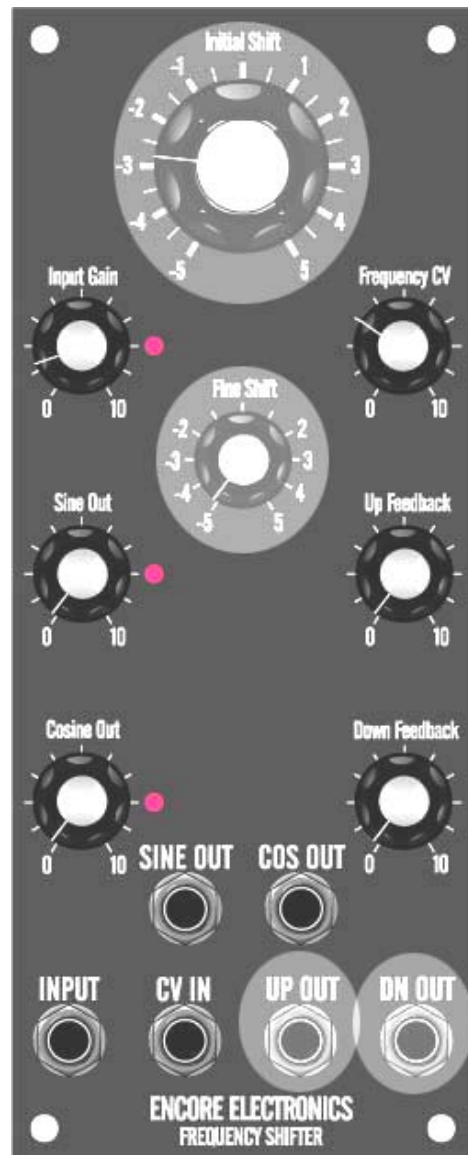 Initial Shift
-1 1
-2 2
-3 3
-4 4
-5 5
Input Gain Frequency CV
0 10 0 10
Fine Shift
-2 2
-3 3
-4 4
-5 5
Sine Out Up Feedback
0 10 0 10
Cosine Out Down Feedback
0 10 0 10
SINE OUT COS OUT
INPUT CV IN UP OUT DN OUT
ENCORE ELECTRONICS
FREQUENCY SHIFTER